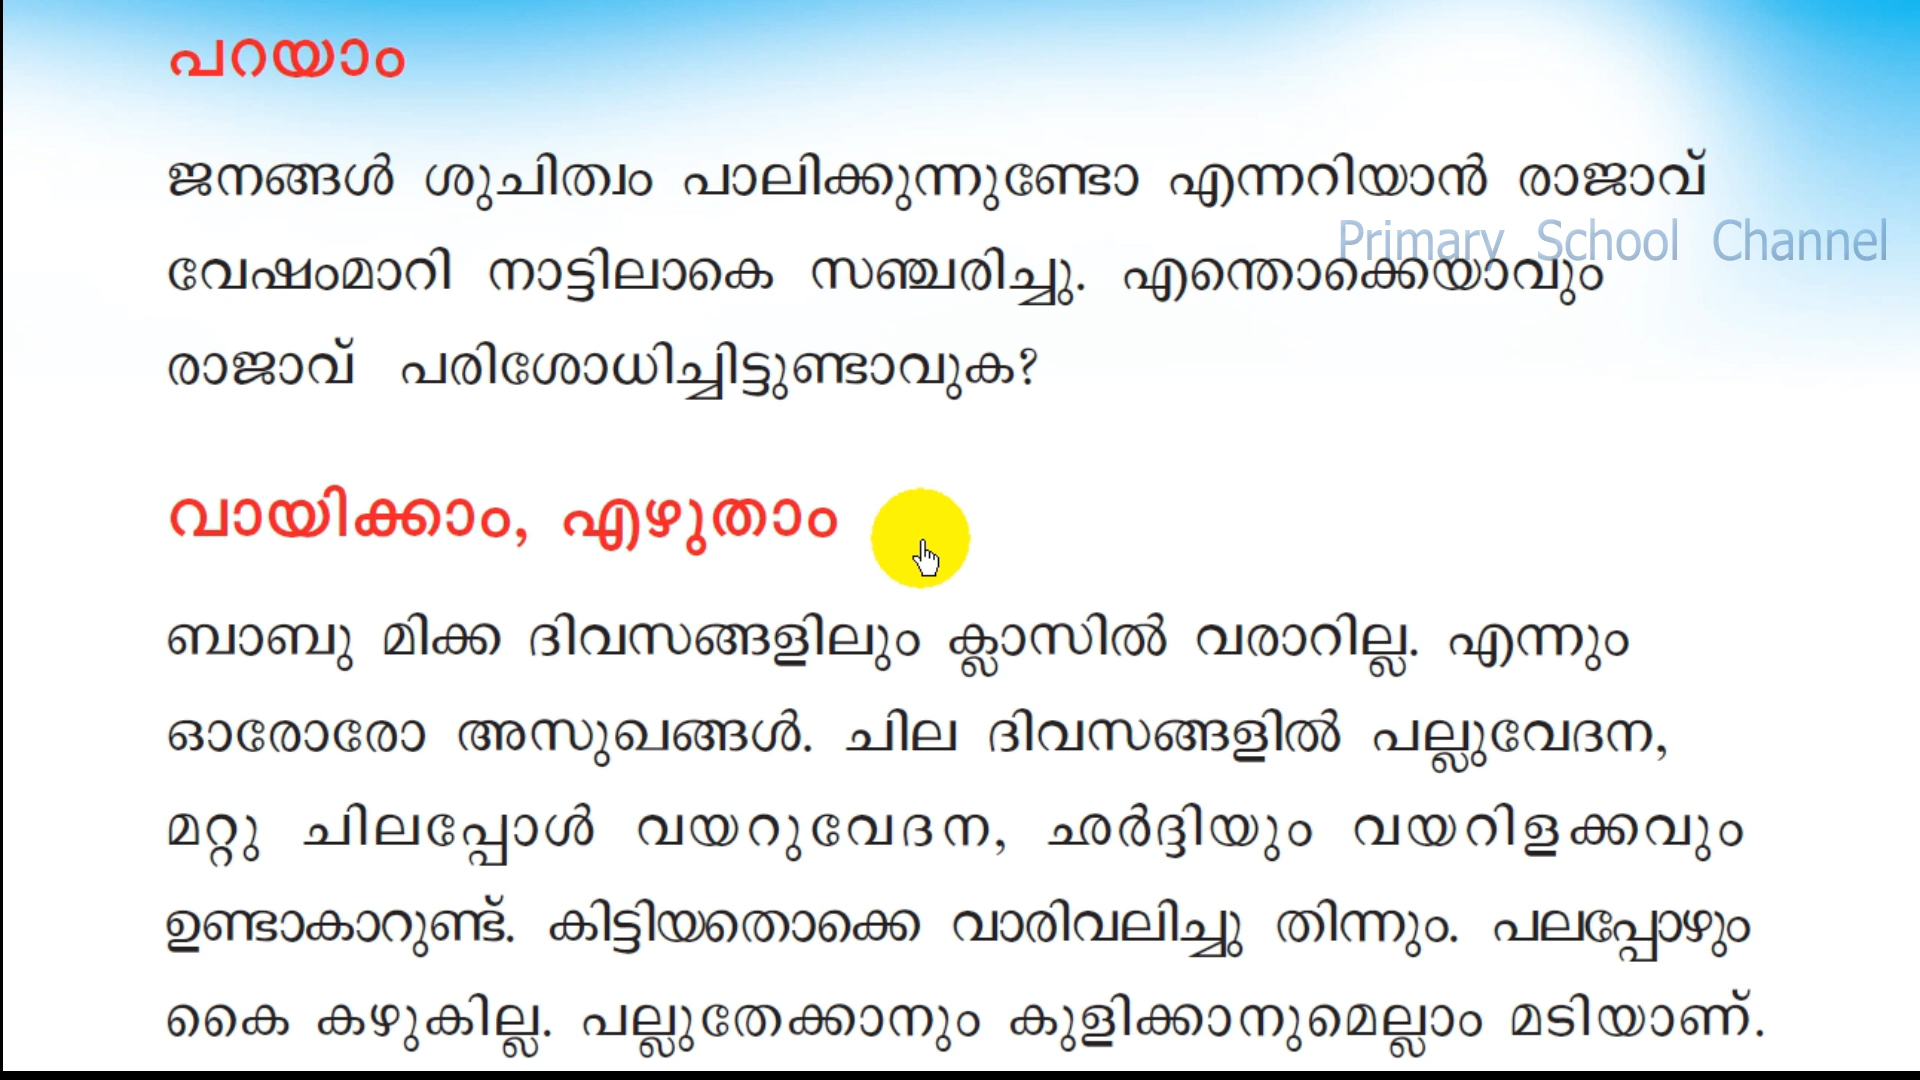 പറയാം
ജനങ്ങൾ ശുചിത്വം പാലിക്കുന്നുണ്ടോ എന്നറിയാൻ രാജാവ്
Primary School Channel
വേഷംമാറി നാട്ടിലാകെ സഞ്ചരിച്ചു. എന്തൊക്കെയാവും
രാജാവ് പരിശോധിച്ചിട്ടുണ്ടാവുക?
വായിക്കാം, എഴുതാം
ബാബു മിക്ക ദിവസങ്ങളിലും ക്ലാസിൽ വരാറില്ല. എന്നും
ഓരോരോ അസുഖങ്ങൾ. ചില ദിവസങ്ങളിൽ പല്ലുവേദന,
മറ്റു ചിലപ്പോൾ വയറുവേദന, ഛർദ്ദിയും വയറിളക്കവും
ഉണ്ടാകാറുണ്ട്. കിട്ടിയതൊക്കെ വാരിവലിച്ചു തിന്നും. പലപ്പോഴും
കൈ കഴുകില്ല. പല്ലുതേക്കാനും കുളിക്കാനുമെല്ലാം മടിയാണ്.